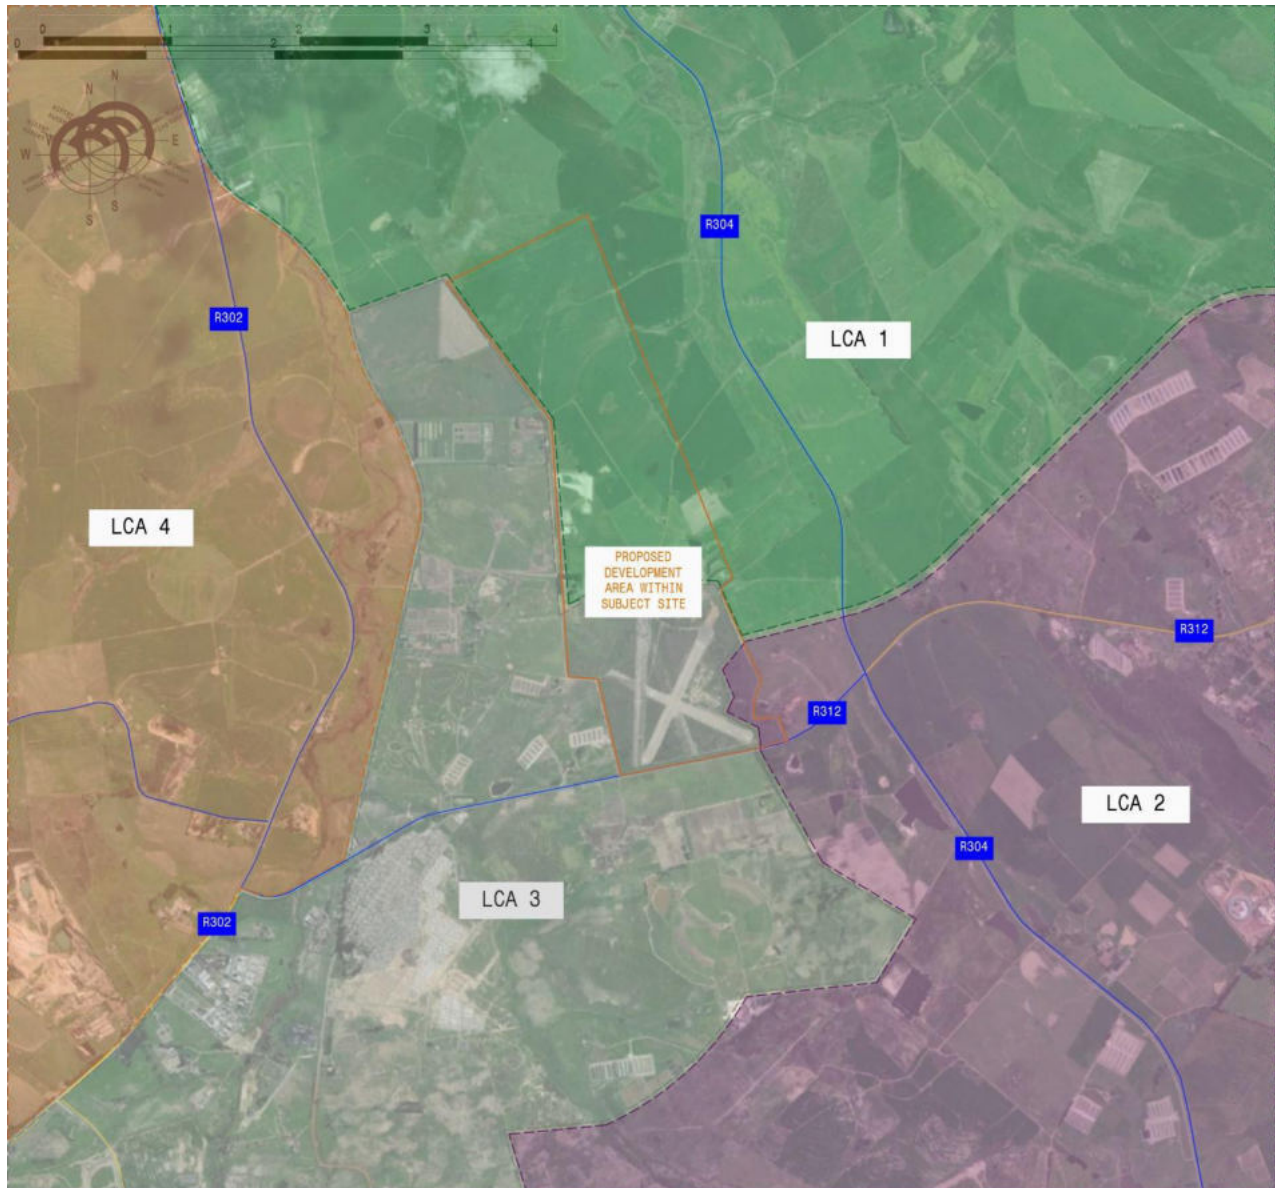 0 2 4
0 1 2 3 4
N N
W E
S S
R304
R302
LCA 1
LCA 4
PROPOSED
DEVELOPMENT
AREA WITHIN
SUBJECT SITE
R312
R312
LCA 2
R304
LCA 3
R302